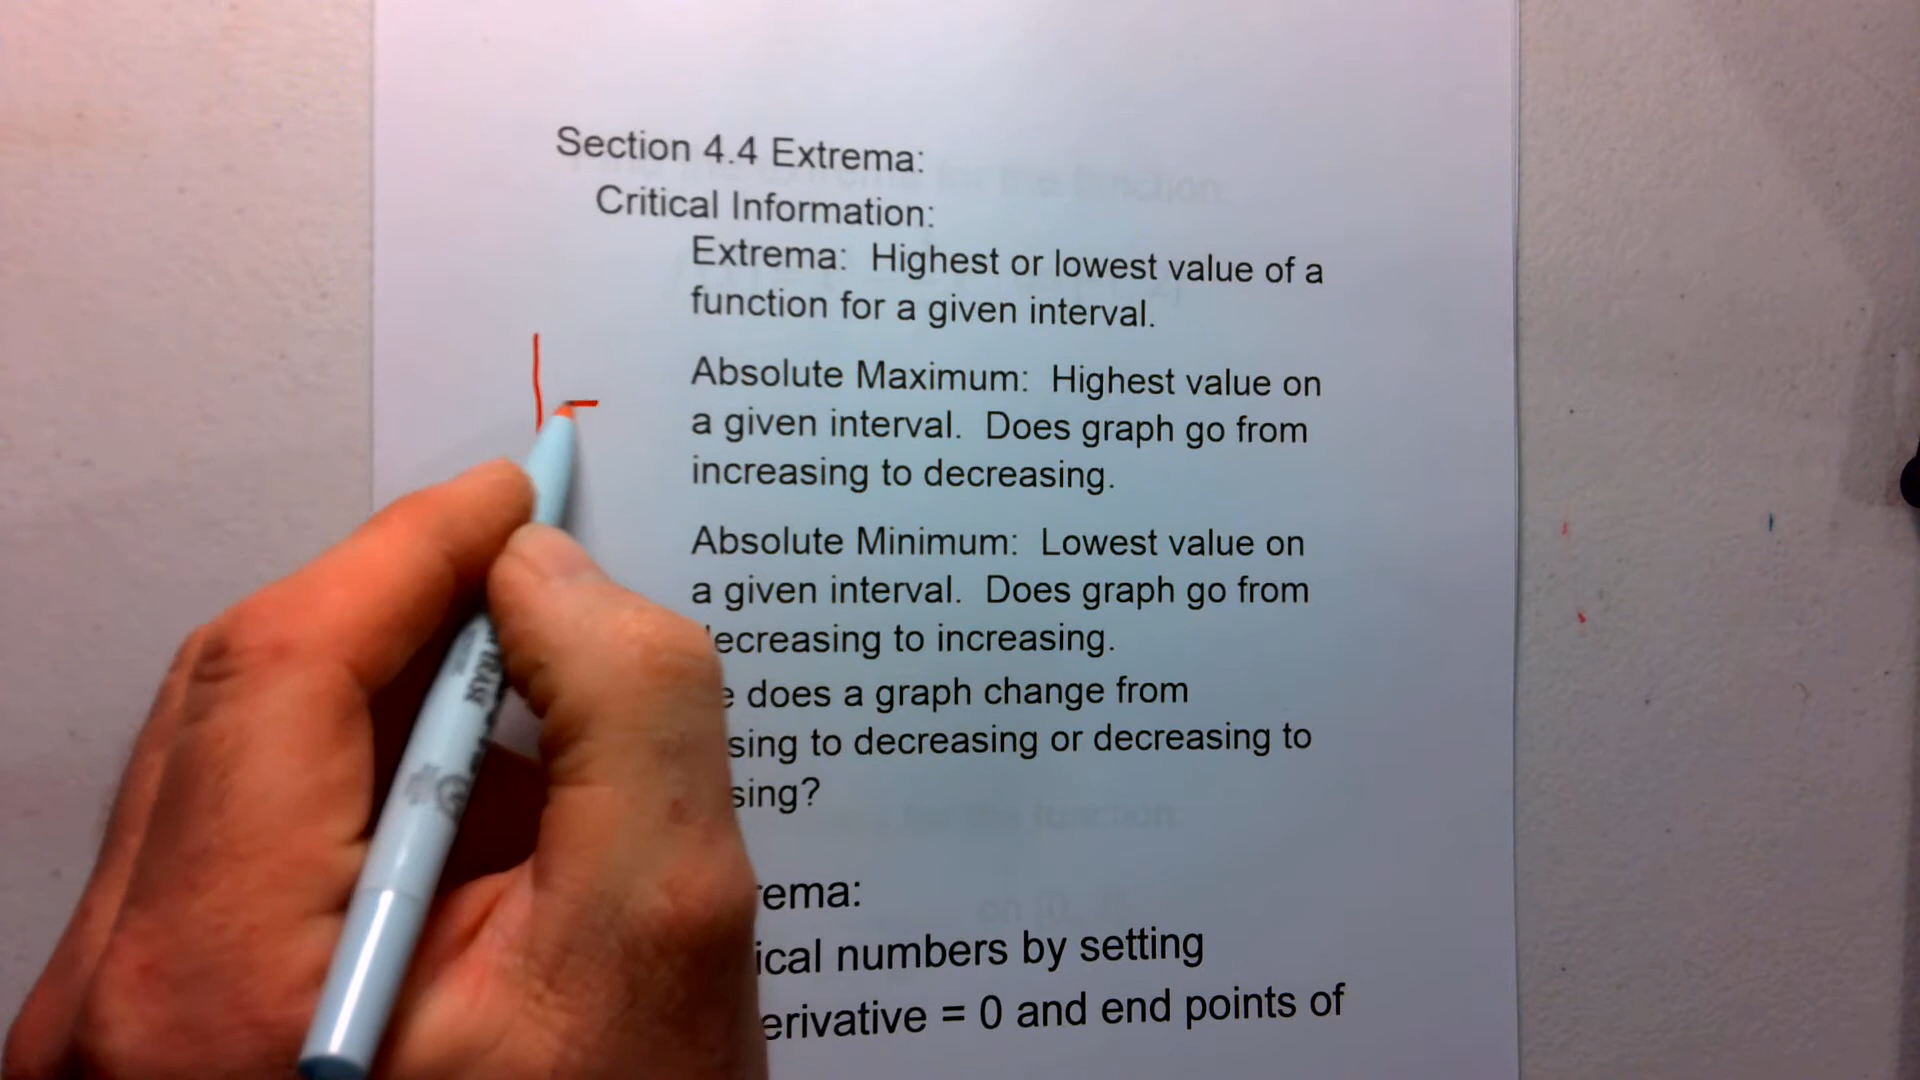 Section 4.4 Extrema:
Critical Information:
Extrema: Highest or lowest value of a
function for a given interval.
Absolute Maximum: Highest value on
a given interval. Does graph go from
increasing to decreasing.
Absolute Minimum: Lowest value on
a given interval. Does graph go from
ecreasing to increasing.
e does a graph change from
sing to decreasing or decreasing to
sing?
rema:
ical numbers by setting
erivative = 0 and end points of